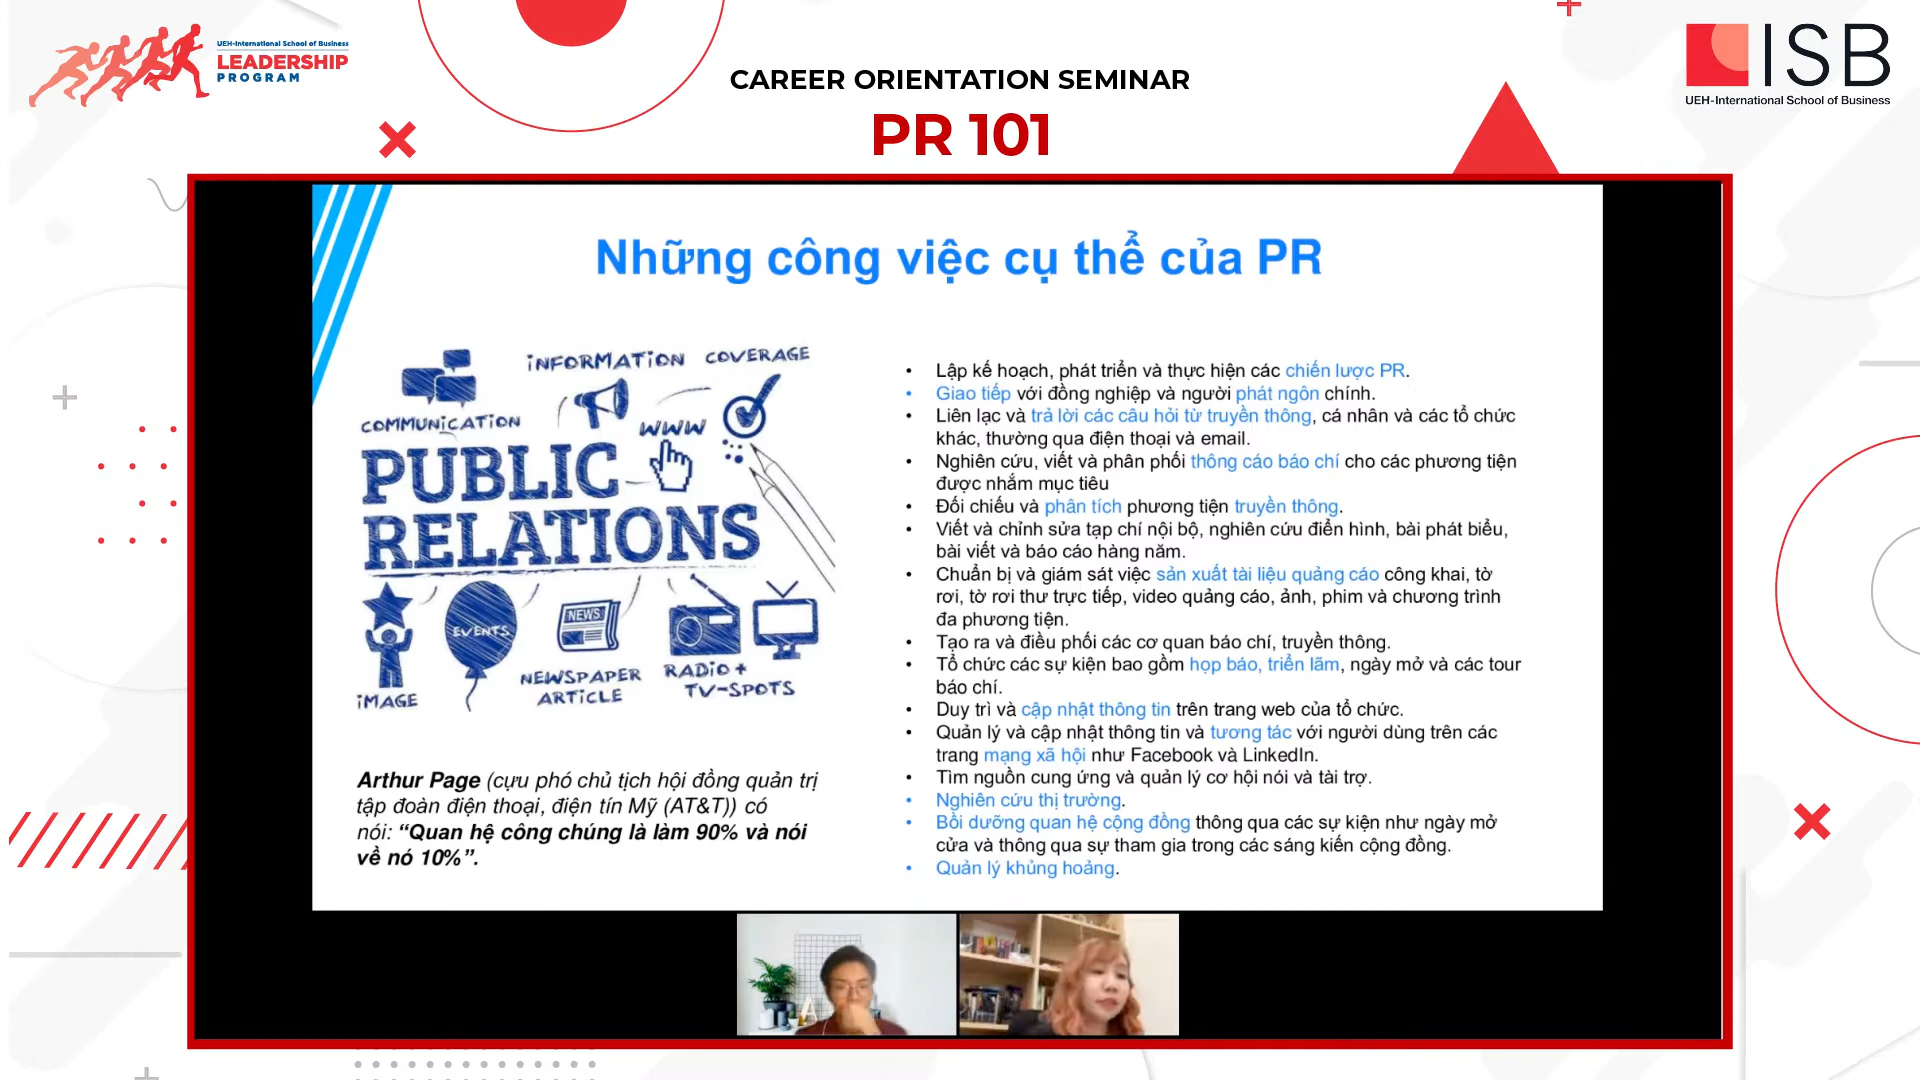 UEH-International School of Business
LEADERSHIP
PROGRAM
CAREER ORIENTATION SEMINAR
PR 101
ISB
UEH-International School of Business
Những công việc cụ thể của PR
INFORMATION COVERAGE
COMMUNICATION
WWW
PUBLIC
RELATIONS
EVENTS
NEWS
IMAGE
NEWSPAPER
ARTICLE
RADIO +
TV-SPOTS
Arthur Page (cựu phó chủ tịch hội đồng quản trị
tập đoàn điện thoại, điện tín Mỹ (AT&T)) có
nói: “Quan hệ công chúng là làm 90% và nói
về nó 10%”.
• Lập kế hoạch, phát triển và thực hiện các chiến lược PR.
• Giao tiếp với đồng nghiệp và người phát ngôn chính.
• Liên lạc và trả lời các câu hỏi từ truyền thông, cá nhân và các tổ chức
khác, thường qua điện thoại và email.
• Nghiên cứu, viết và phân phối thông cáo báo chí cho các phương tiện
được nhắm mục tiêu
• Đối chiếu và phân tích phương tiện truyền thông.
• Viết và chỉnh sửa tạp chí nội bộ, nghiên cứu điển hình, bài phát biểu,
bài viết và báo cáo hàng năm.
• Chuẩn bị và giám sát việc sản xuất tài liệu quảng cáo công khai, tờ
rơi, tờ rơi thư trực tiếp, video quảng cáo, ảnh, phim và chương trình
đa phương tiện.
• Tạo ra và điều phối các cơ quan báo chí, truyền thông.
• Tổ chức các sự kiện bao gồm họp báo, triển lãm, ngày mở và các tour
báo chí.
• Duy trì và cập nhật thông tin trên trang web của tổ chức.
• Quản lý và cập nhật thông tin và tương tác với người dùng trên các
trang mạng xã hội như Facebook và LinkedIn.
• Tìm nguồn cung ứng và quản lý cơ hội nói và tài trợ.
• Nghiên cứu thị trường.
• Bồi dưỡng quan hệ cộng đồng thông qua các sự kiện như ngày mở
cửa và thông qua sự tham gia trong các sáng kiến cộng đồng.
• Quản lý khủng hoảng.
A